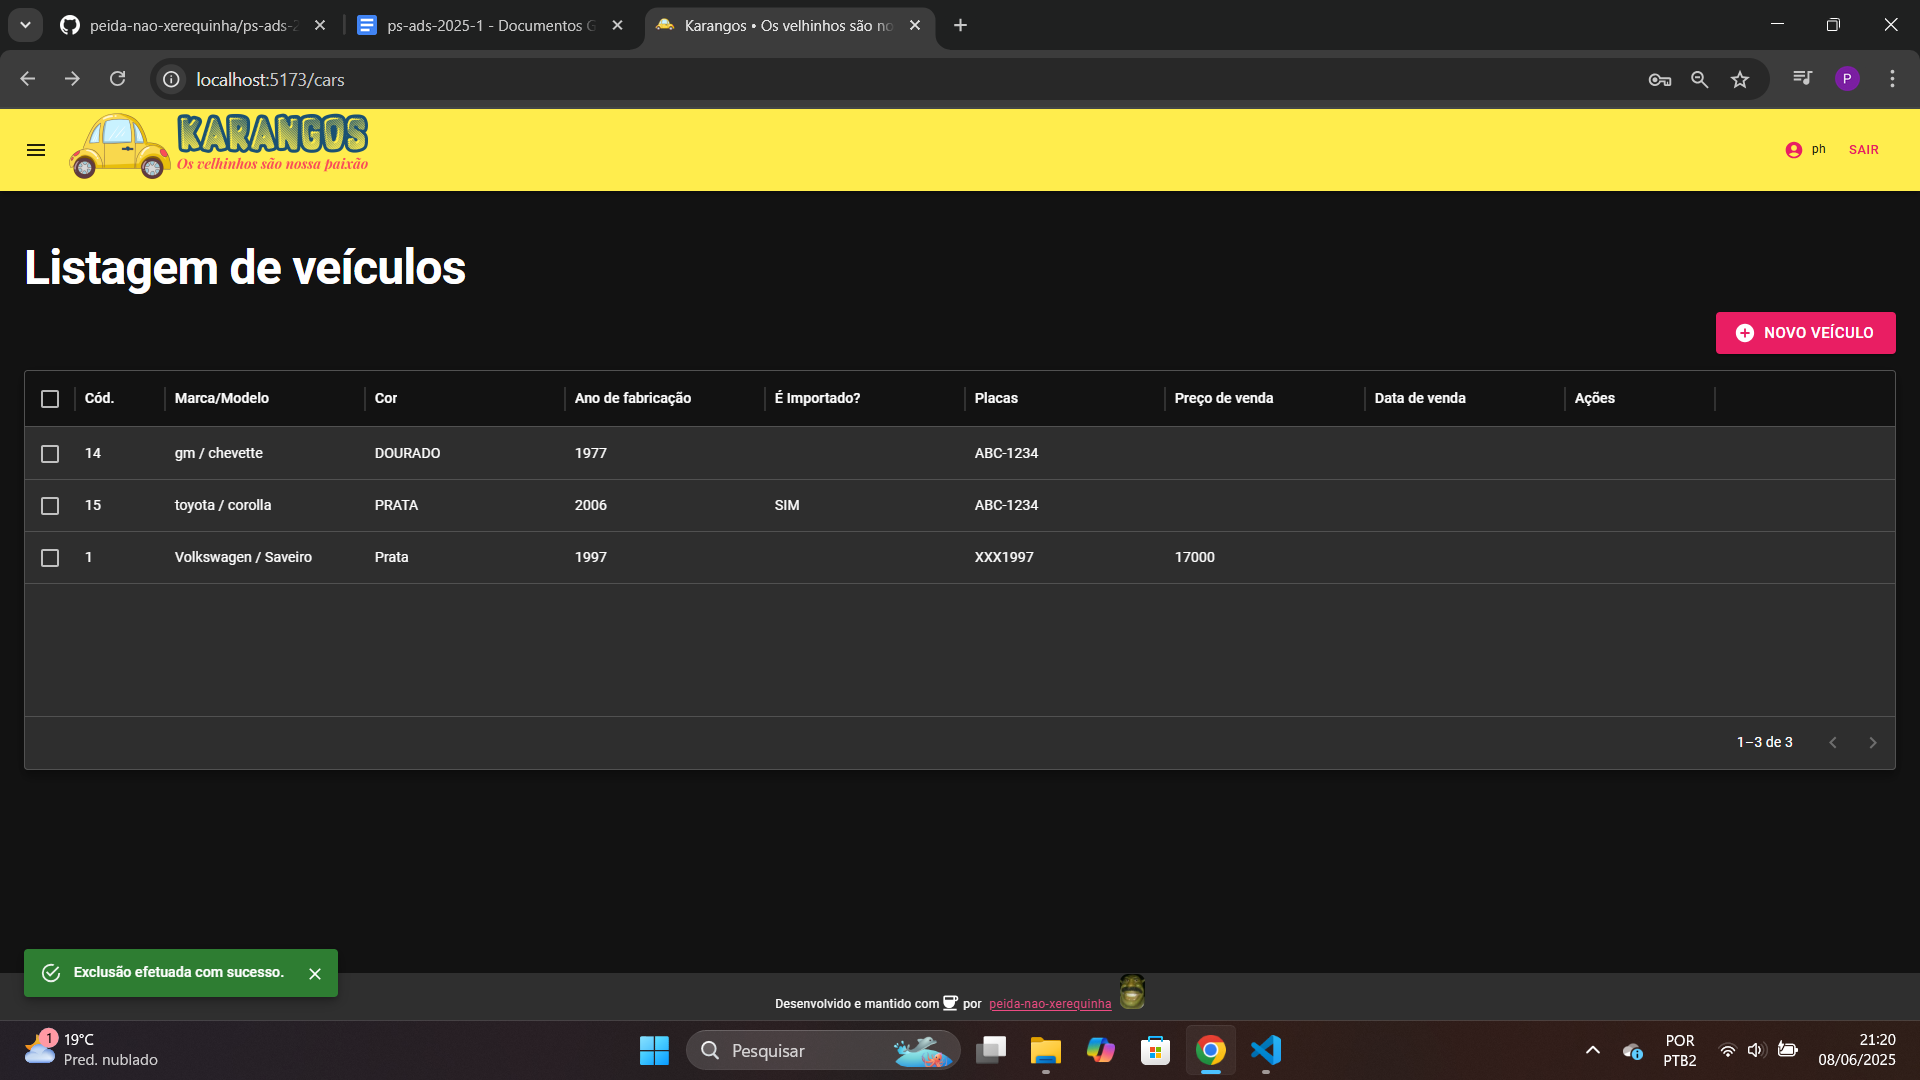 peida-nao-xerequinha/ps-ads-2
ps-ads-2025-1 - Documentos G
Karangos • Os velhinhos são no
localhost:5173/cars
P
KARANGOS
Os velhinhos são nossa paixão
ph
SAIR
Listagem de veículos
NOVO VEÍCULO
Cód. Marca/Modelo Cor Ano de fabricação É Importado? Placas Preço de venda Data de venda Ações
14 gm / chevette DOURADO 1977 ABC-1234
15 toyota / corolla PRATA 2006 SIM ABC-1234
1 Volkswagen / Saveiro Prata 1997 XXX1997 17000
1–3 de 3
Exclusão efetuada com sucesso.
Desenvolvido e mantido com por peida-nao-xerequinha
1
19°C
Pred. nublado
Pesquisar
POR
PTB2
21:20
08/06/2025